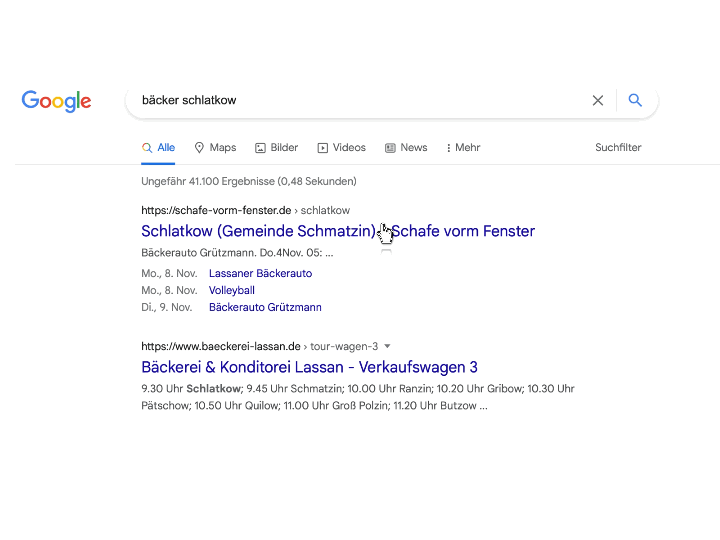 Google
bäcker schlatkow
Alle Maps Bilder Videos News Mehr Suchfilter
Ungefähr 41.100 Ergebnisse (0,48 Sekunden)
https://schafe-vorm-fenster.de › schlatkow
Schlatkow (Gemeinde Schmatzin) - Schafe vorm Fenster
Bäckerauto Grützmann. Do.4Nov. 05: ...
Mo., 8. Nov. Lassaner Bäckerauto
Mo., 8. Nov. Volleyball
Di., 9. Nov. Bäckerauto Grützmann
https://www.baeckerei-lassan.de › tour-wagen-3
Bäckerei & Konditorei Lassan - Verkaufswagen 3
9.30 Uhr Schlatkow; 9.45 Uhr Schmatzin; 10.00 Uhr Ranzin; 10.20 Uhr Gribow; 10.30 Uhr
Pätschow; 10.50 Uhr Quilow; 11.00 Uhr Groß Polzin; 11.20 Uhr Butzow ...